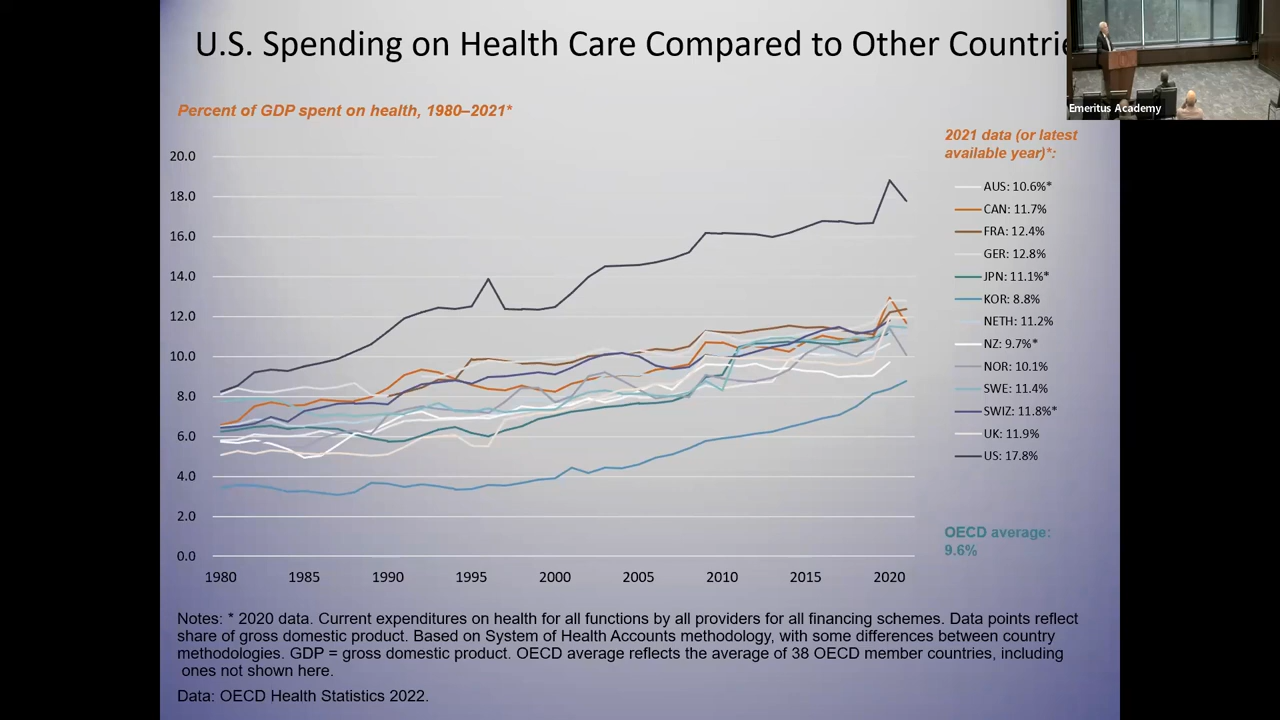 U.S. Spending on Health Care Compared to Other Countrie
Emeritus Academy
Percent of GDP spent on health, 1980–2021*
2021 data (or latest
available year)*:
20.0
18.0
16.0
14.0
12.0
10.0
8.0
6.0
4.0
2.0
0.0
1980 1985 1990 1995 2000 2005 2010 2015 2020
AUS: 10.6%*
CAN: 11.7%
FRA: 12.4%
GER: 12.8%
JPN: 11.1%*
KOR: 8.8%
NETH: 11.2%
NZ: 9.7%*
NOR: 10.1%
SWE: 11.4%
SWIZ: 11.8%*
UK: 11.9%
US: 17.8%
OECD average:
9.6%
Notes: * 2020 data. Current expenditures on health for all functions by all providers for all financing schemes. Data points reflect
share of gross domestic product. Based on System of Health Accounts methodology, with some differences between country
methodologies. GDP = gross domestic product. OECD average reflects the average of 38 OECD member countries, including
ones not shown here.
Data: OECD Health Statistics 2022.